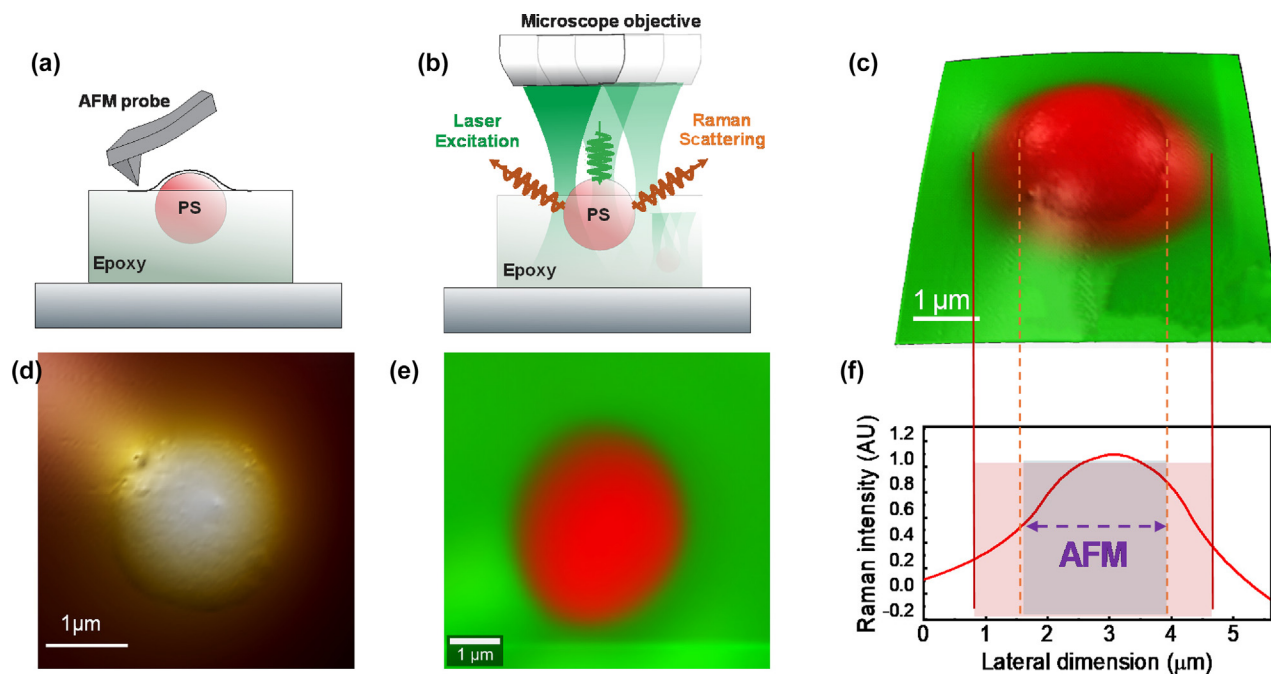 (a)
AFM probe
PS
Epoxy
(b)
Microscope objective
Laser
Excitation
Raman
Scattering
PS
Epoxy
(c)
1 μm
(d)
1μm
(e)
1 μm
(f)
Raman intensity (AU)
1.2
1.0
0.8
0.6
0.4
0.2
0.0
−0.2
AFM
0 1 2 3 4 5
Lateral dimension (μm)